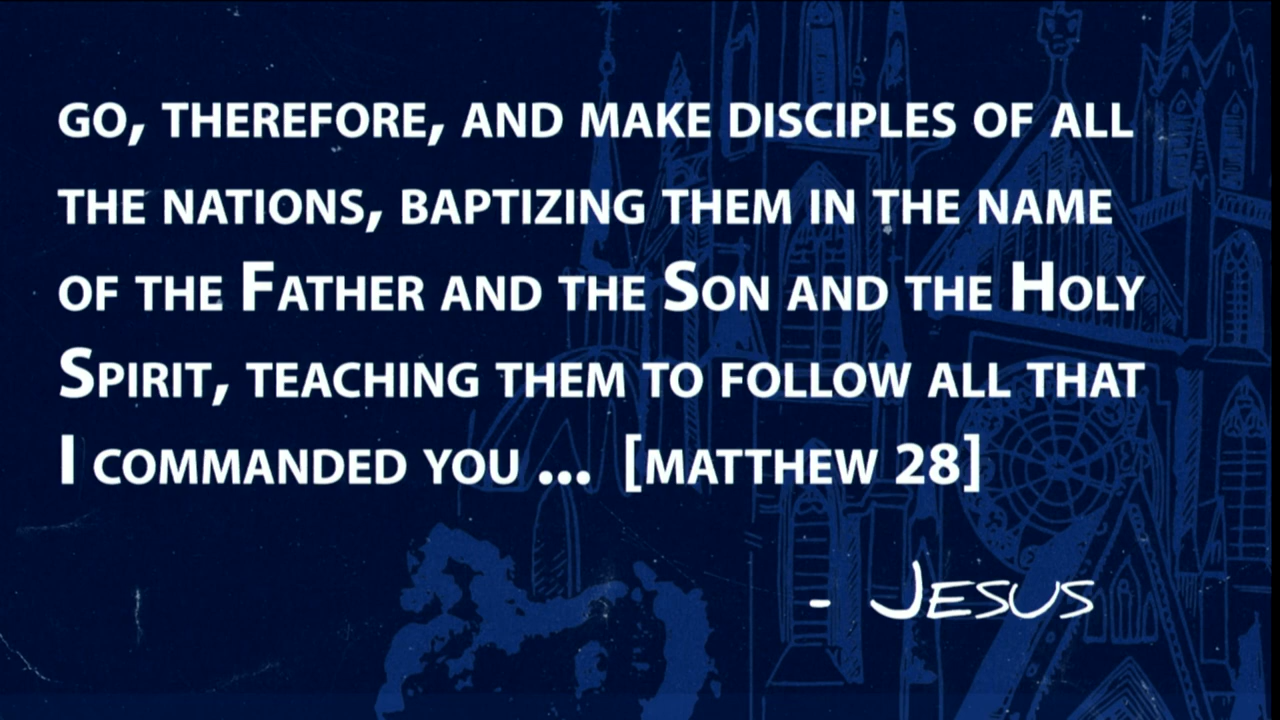 GO, THEREFORE, AND MAKE DISCIPLES OF ALL
THE NATIONS, BAPTIZING THEM IN THE NAME
OF THE FATHER AND THE SON AND THE HOLY
SPIRIT, TEACHING THEM TO FOLLOW ALL THAT
I COMMANDED YOU ... [MATTHEW 28]
- JESUS